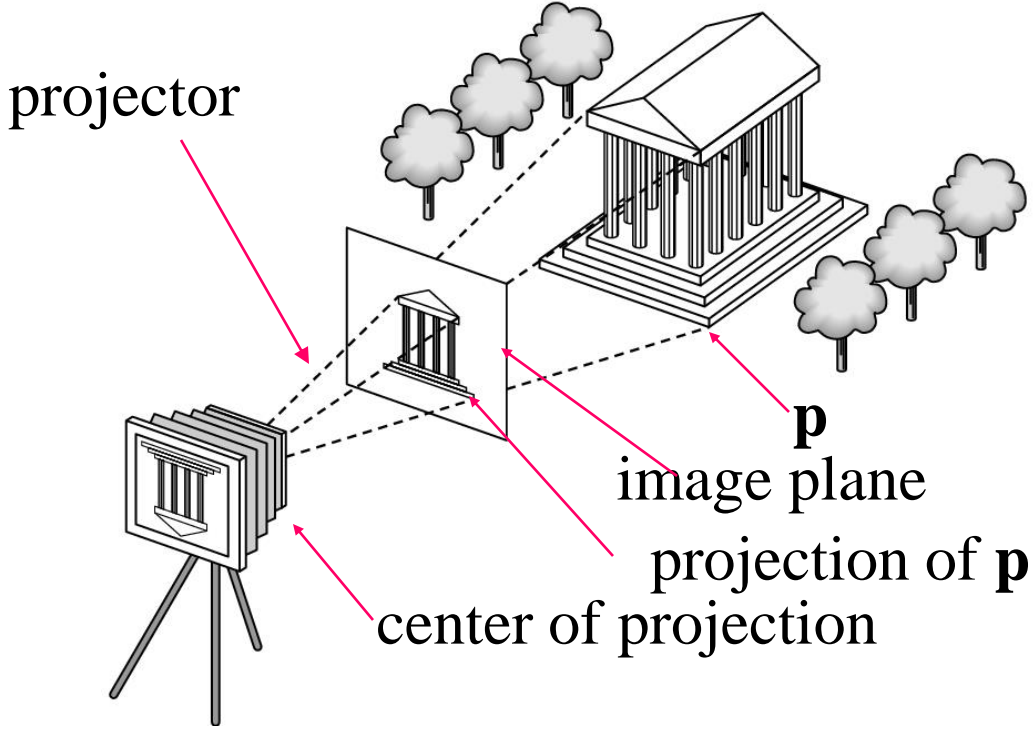 projector
p
image plane
projection of p
center of projection